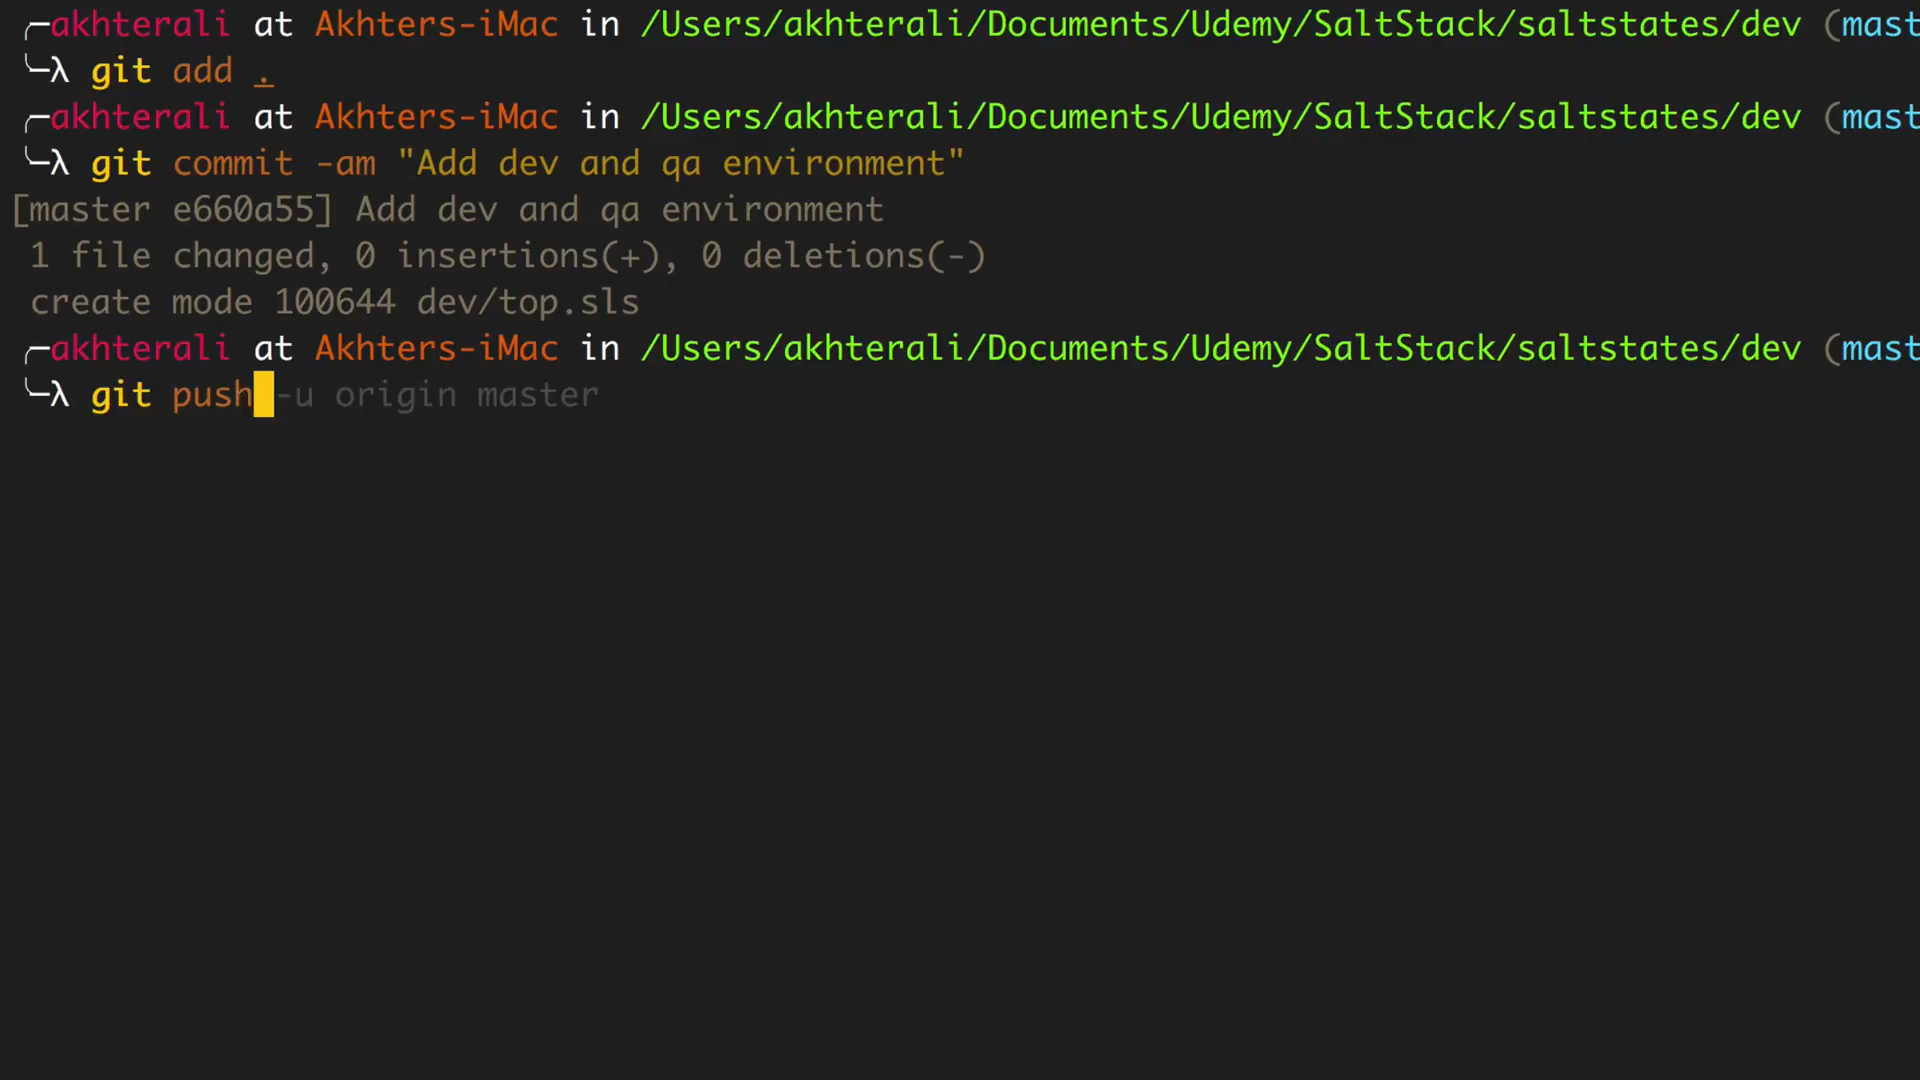 akhterali at Akhters-iMac in /Users/akhterali/Documents/Udemy/SaltStack/saltstates/dev (mast
λ git add .
akhterali at Akhters-iMac in /Users/akhterali/Documents/Udemy/SaltStack/saltstates/dev (mast
λ git commit -am "Add dev and qa environment"
[master e660a55] Add dev and qa environment
1 file changed, 0 insertions(+), 0 deletions(-)
create mode 100644 dev/top.sls
akhterali at Akhters-iMac in /Users/akhterali/Documents/Udemy/SaltStack/saltstates/dev (mast
λ git push -u origin master